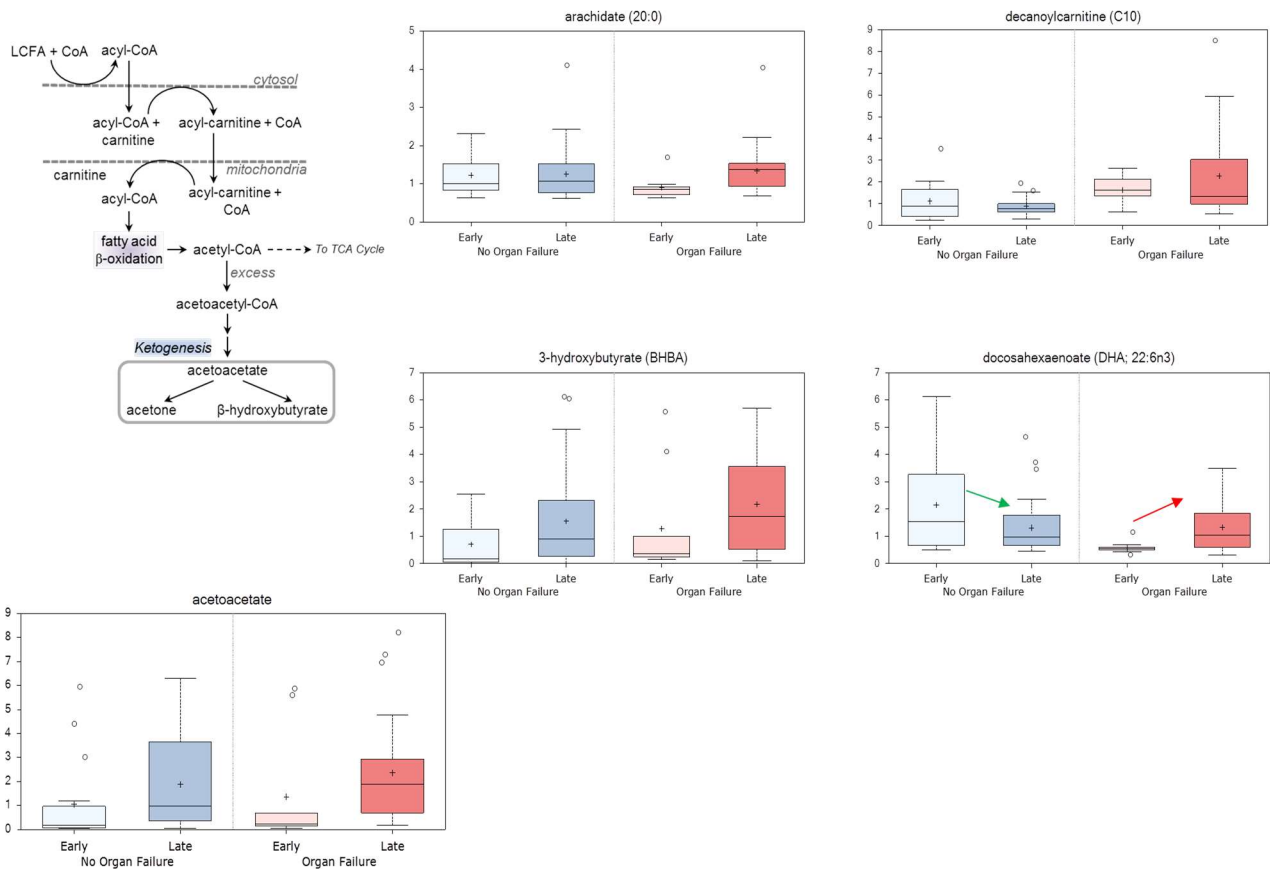 LCFA + CoA
acyl-CoA
cytosol
acyl-CoA +
carnitine
acyl-carnitine + CoA
carnitine
mitochondria
acyl-CoA
acyl-carnitine +
CoA
fatty acid
β-oxidation
acetyl-CoA
To TCA Cycle
excess
acetoacetyl-CoA
Ketogenesis
acetoacetate
acetone
β-hydroxybutyrate
arachidate (20:0)
5
4
3
2
1
0
Early
Late
Early
Late
No Organ Failure
Organ Failure
decanoylcarnitine (C10)
9
8
7
6
5
4
3
2
1
0
Early
Late
Early
Late
No Organ Failure
Organ Failure
3-hydroxybutyrate (BHBA)
7
6
5
4
3
2
1
0
Early
Late
Early
Late
No Organ Failure
Organ Failure
docosahexaenoate (DHA; 22:6n3)
7
6
5
4
3
2
1
0
Early
Late
Early
Late
No Organ Failure
Organ Failure
acetoacetate
9
8
7
6
5
4
3
2
1
0
Early
Late
Early
Late
No Organ Failure
Organ Failure